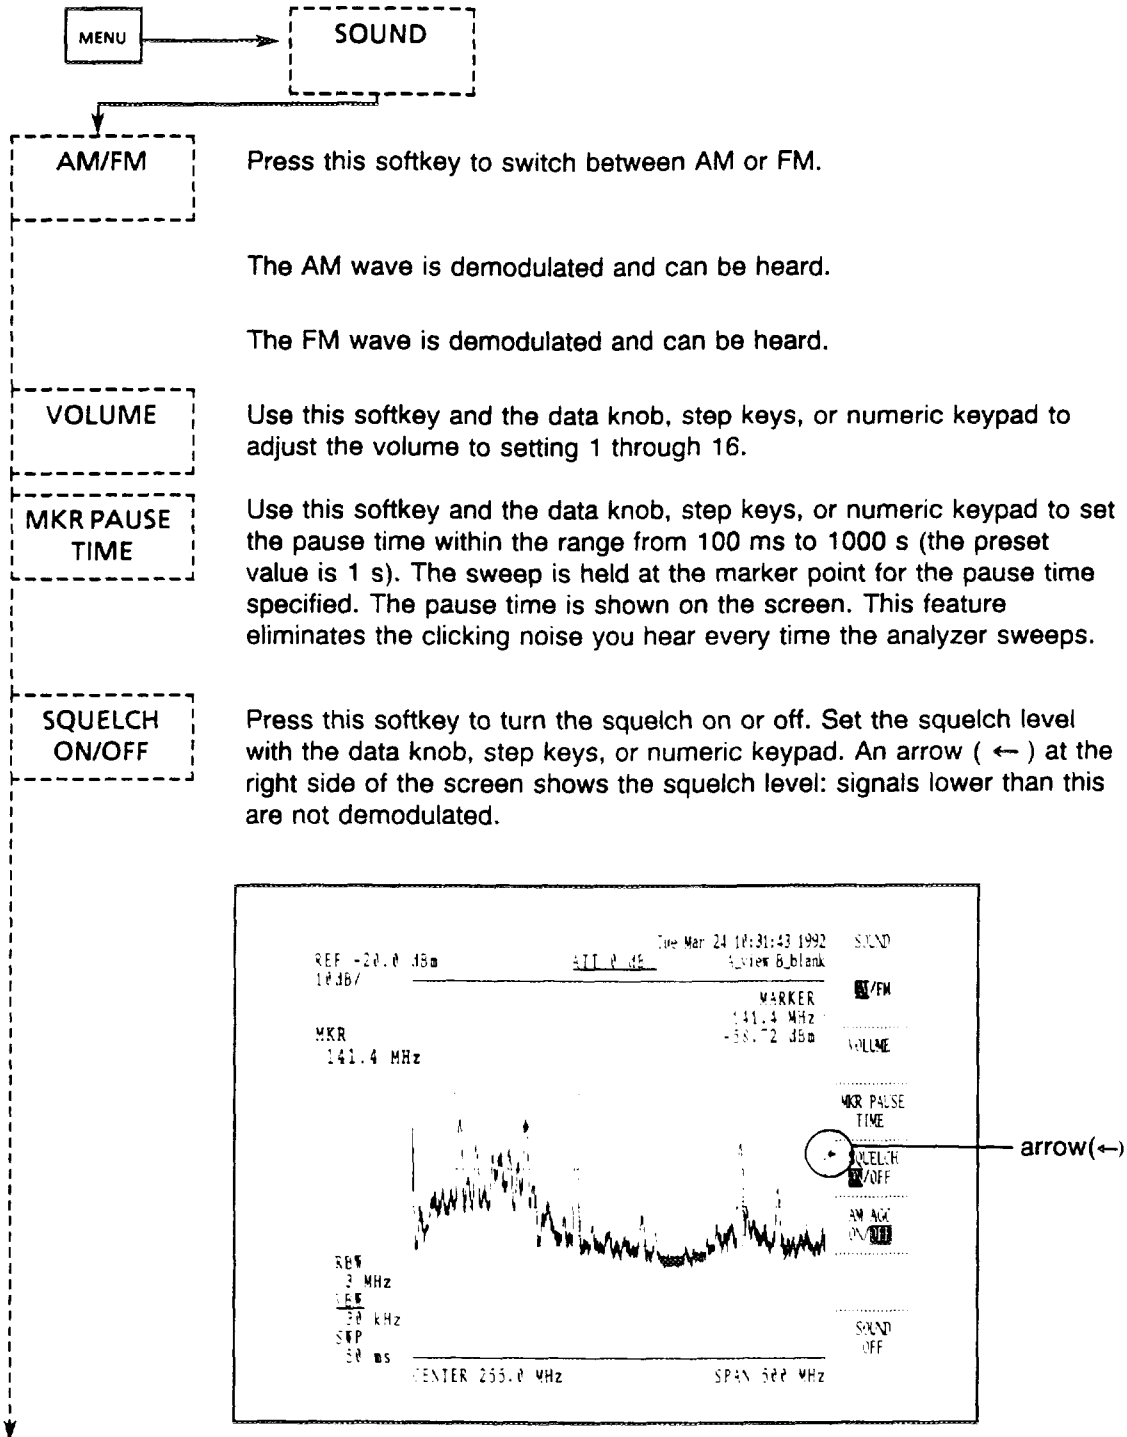 MENU
SOUND
AM/FM
Press this softkey to switch between AM or FM.
The AM wave is demodulated and can be heard.
The FM wave is demodulated and can be heard.
VOLUME
Use this softkey and the data knob, step keys, or numeric keypad to
adjust the volume to setting 1 through 16.
MKR PAUSE
TIME
Use this softkey and the data knob, step keys, or numeric keypad to set
the pause time within the range from 100 ms to 1000 s (the preset
value is 1 s). The sweep is held at the marker point for the pause time
specified. The pause time is shown on the screen. This feature
eliminates the clicking noise you hear every time the analyzer sweeps.
SQUELCH
ON/OFF
Press this softkey to turn the squelch on or off. Set the squelch level
with the data knob, step keys, or numeric keypad. An arrow ( ← ) at the
right side of the screen shows the squelch level: signals lower than this
are not demodulated.
Tue Mar 24 10:31:43 1992
SOUND
REF -20.0 dBm
ATT 0 dB
A_view B_blank
10dB/
/FM
MARKER
141.4 MHz
dBm
MKR
141.4 MHz
VOLUME
MKR PAUSE
TIME
arrow(←)
SQUELCH
ON/OFF
AM AGC
ON/OFF
RBW
3 MHz
VBW
30 kHz
SWP
50 ms
SOUND
OFF
CENTER 255.0 MHz
SPAN 500 MHz